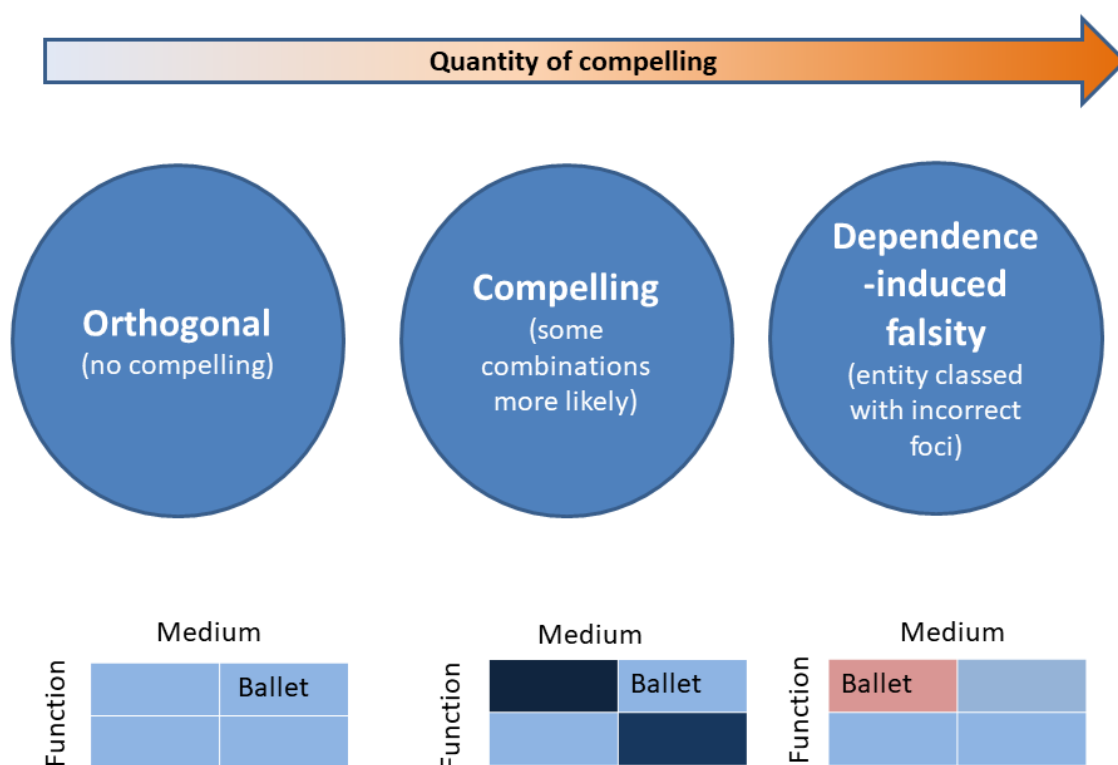 Quantity of compelling
Orthogonal
(no compelling)
Compelling
(some
combinations
more likely)
Dependence
-induced
falsity
(entity classed
with incorrect
foci)
Medium
Function
Ballet
Medium
Function
Ballet
Medium
Function
Ballet